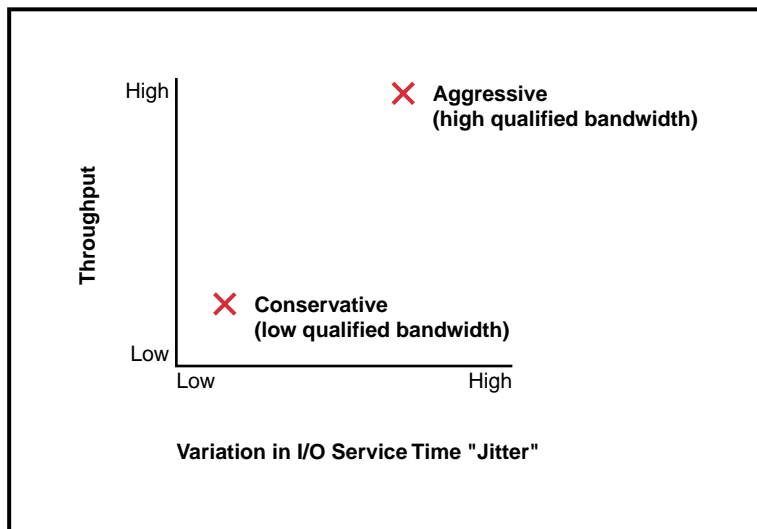 High
Aggressive
(high qualified bandwidth)
Throughput
Conservative
(low qualified bandwidth)
Low
Low
High
Variation in I/O Service Time "Jitter"